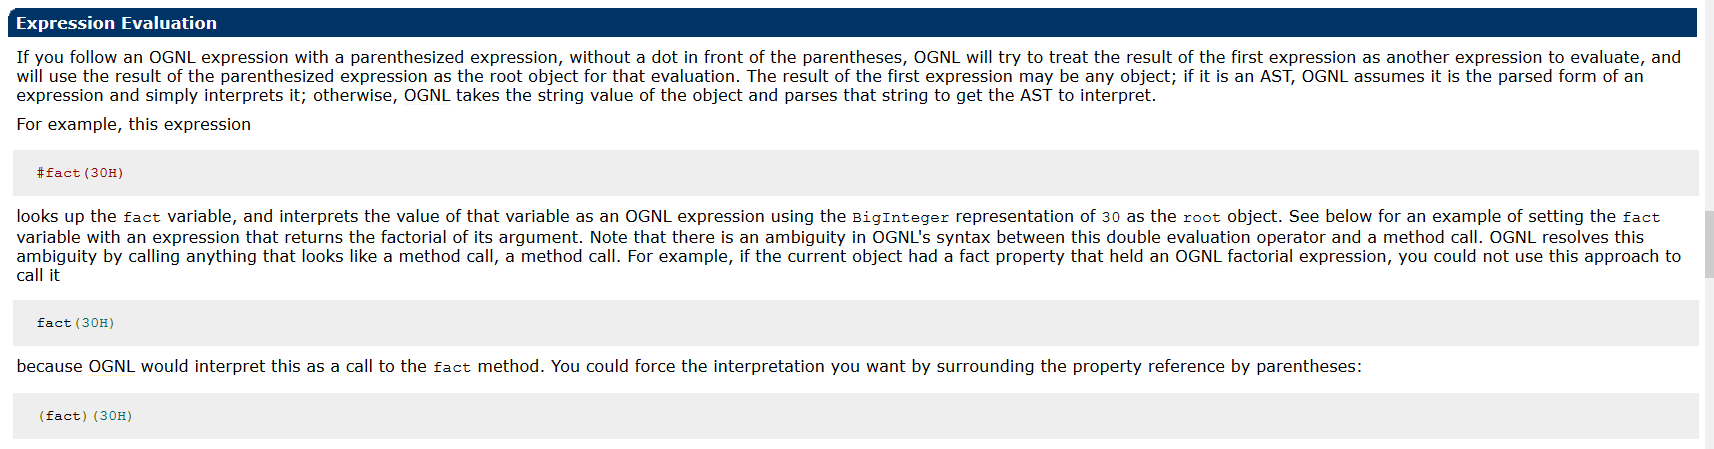 Expression Evaluation
If you follow an OGNL expression with a parenthesized expression, without a dot in front of the parentheses, OGNL will try to treat the result of the first expression as another expression to evaluate, and
will use the result of the parenthesized expression as the root object for that evaluation. The result of the first expression may be any object; if it is an AST, OGNL assumes it is the parsed form of an
expression and simply interprets it; otherwise, OGNL takes the string value of the object and parses that string to get the AST to interpret.
For example, this expression
#fact(30H)
looks up the fact variable, and interprets the value of that variable as an OGNL expression using the BigInteger representation of 30 as the root object. See below for an example of setting the fact
variable with an expression that returns the factorial of its argument. Note that there is an ambiguity in OGNL's syntax between this double evaluation operator and a method call. OGNL resolves this
ambiguity by calling anything that looks like a method call, a method call. For example, if the current object had a fact property that held an OGNL factorial expression, you could not use this approach to
call it
fact(30H)
because OGNL would interpret this as a call to the fact method. You could force the interpretation you want by surrounding the property reference by parentheses:
(fact)(30H)